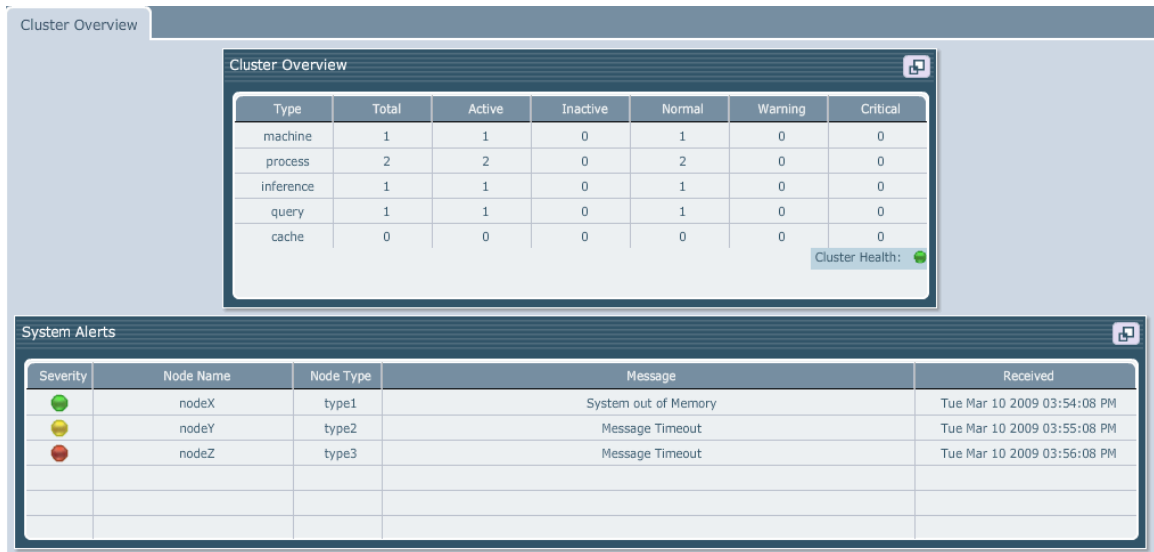 Cluster Overview
Cluster Overview
Type Total Active Inactive Normal Warning Critical
machine 1 1 0 1 0 0
process 2 2 0 2 0 0
inference 1 1 0 1 0 0
query 1 1 0 1 0 0
cache 0 0 0 0 0 0
Cluster Health:
System Alerts
Severity Node Name Node Type Message Received
nodeX type1 System out of Memory Tue Mar 10 2009 03:54:08 PM
nodeY type2 Message Timeout Tue Mar 10 2009 03:55:08 PM
nodeZ type3 Message Timeout Tue Mar 10 2009 03:56:08 PM